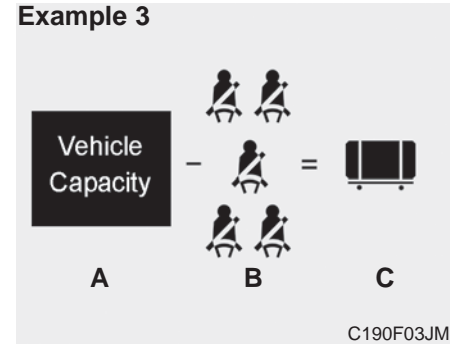 Example 3
Vehicle
Capacity
-
=
A B C
C190F03JM